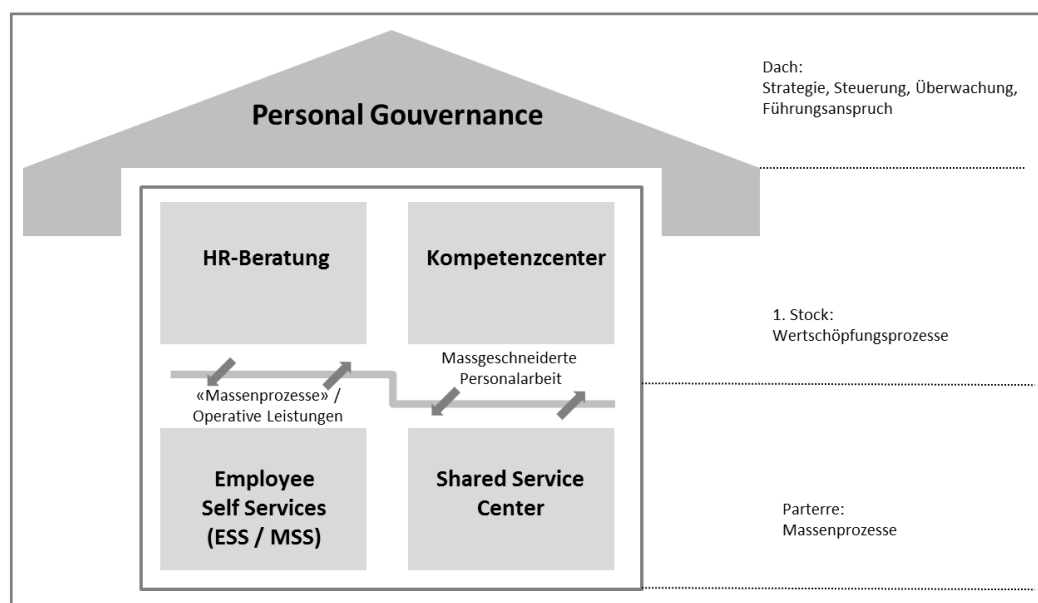 Personal Gouvernance
Dach:
Strategie, Steuerung, Überwachung,
Führungsanspruch
HR-Beratung
Kompetenzcenter
1. Stock:
Wertschöpfungsprozesse
Massgeschneiderte
Personalarbeit
«Massenprozesse» /
Operative Leistungen
Employee
Self Services
(ESS / MSS)
Shared Service
Center
Parterre:
Massenprozesse